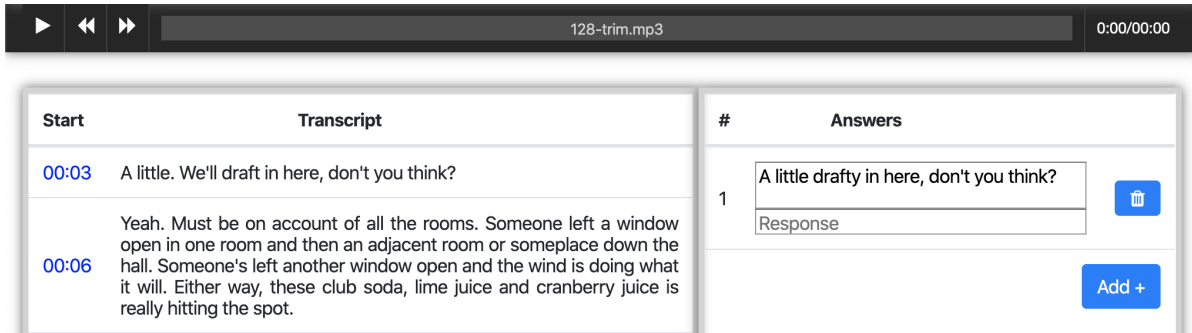 128-trim.mp3
0:00/00:00
Start Transcript
00:03 A little. We'll draft in here, don't you think?
00:06 Yeah. Must be on account of all the rooms. Someone left a window
open in one room and then an adjacent room or someplace down the
hall. Someone's left another window open and the wind is doing what
it will. Either way, these club soda, lime juice and cranberry juice is
really hitting the spot.
# Answers
1 A little drafty in here, don't you think?
Response
Add +